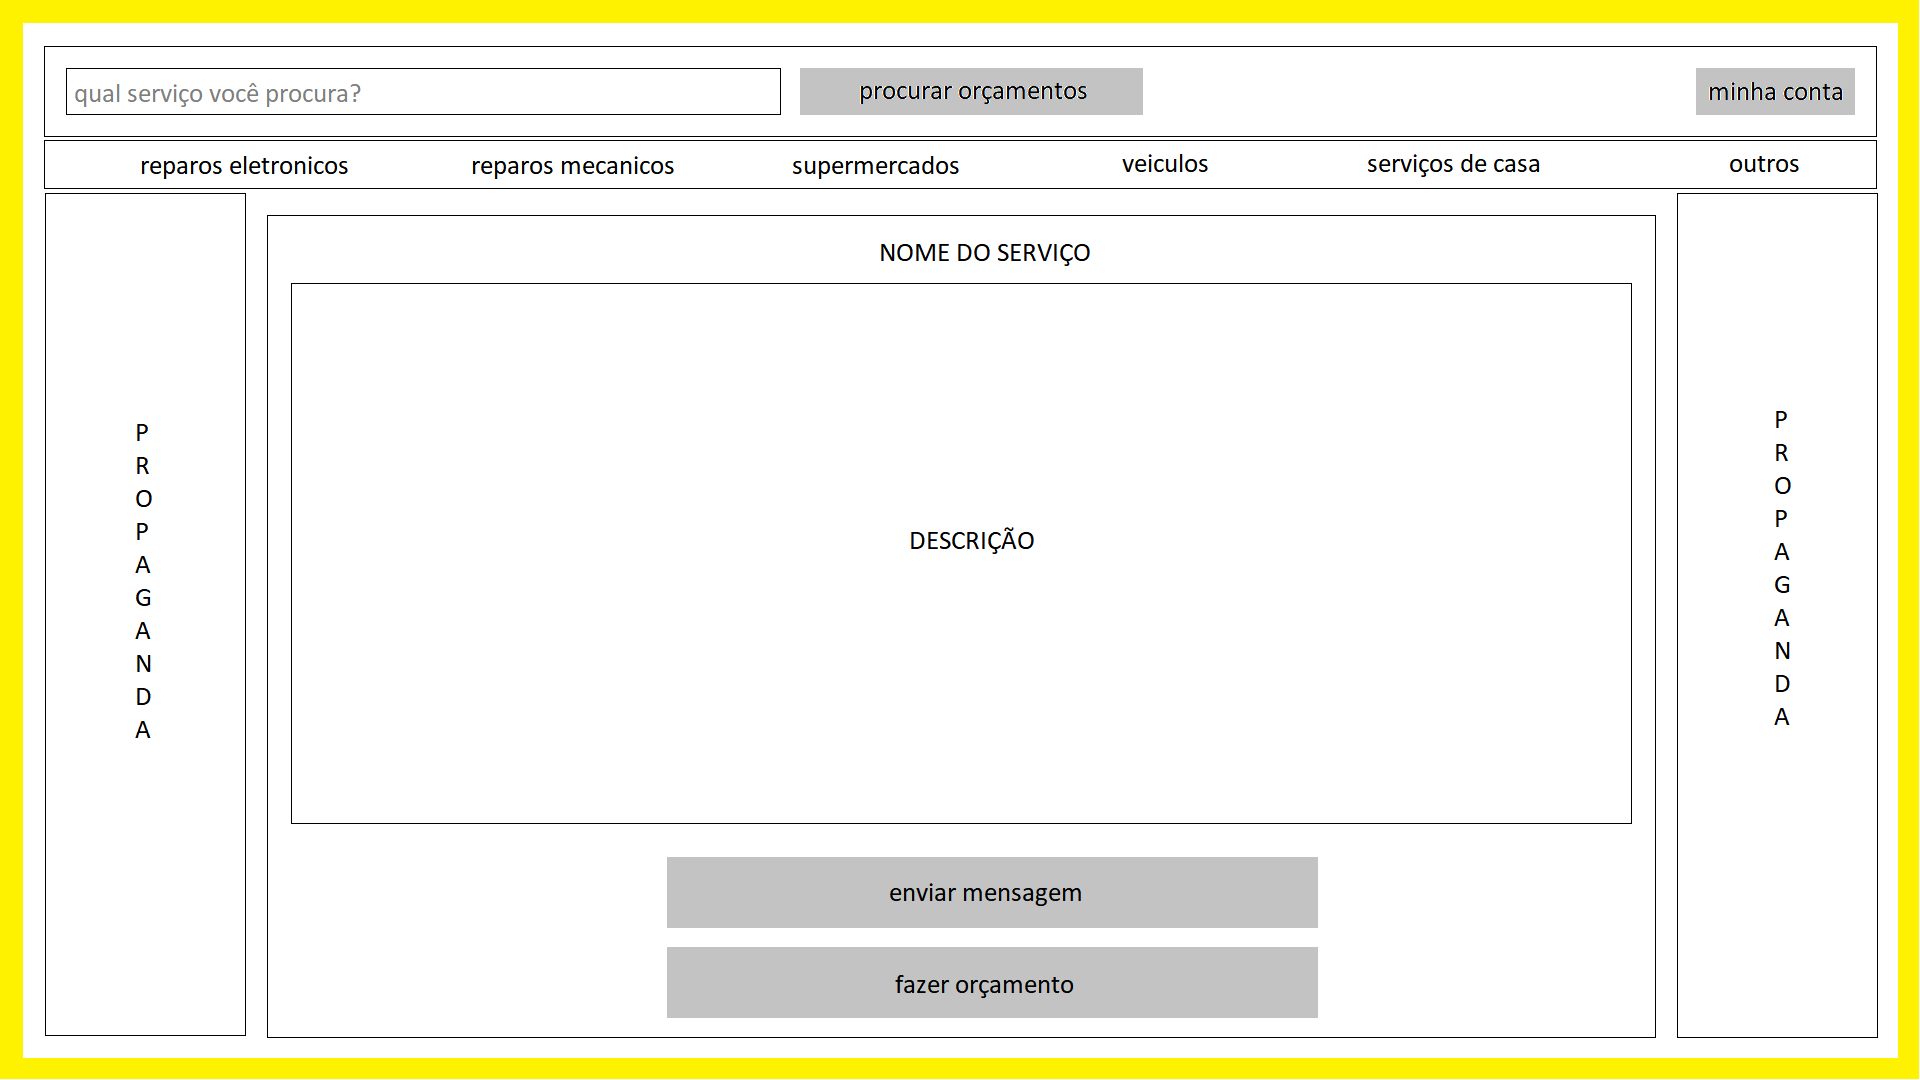 qual serviço você procura?
procurar orçamentos
minha conta
reparos eletronicos
reparos mecanicos
supermercados
veiculos
serviços de casa
outros
P
R
O
P
A
G
A
N
D
A
NOME DO SERVIÇO
DESCRIÇÃO
enviar mensagem
fazer orçamento
P
R
O
P
A
G
A
N
D
A